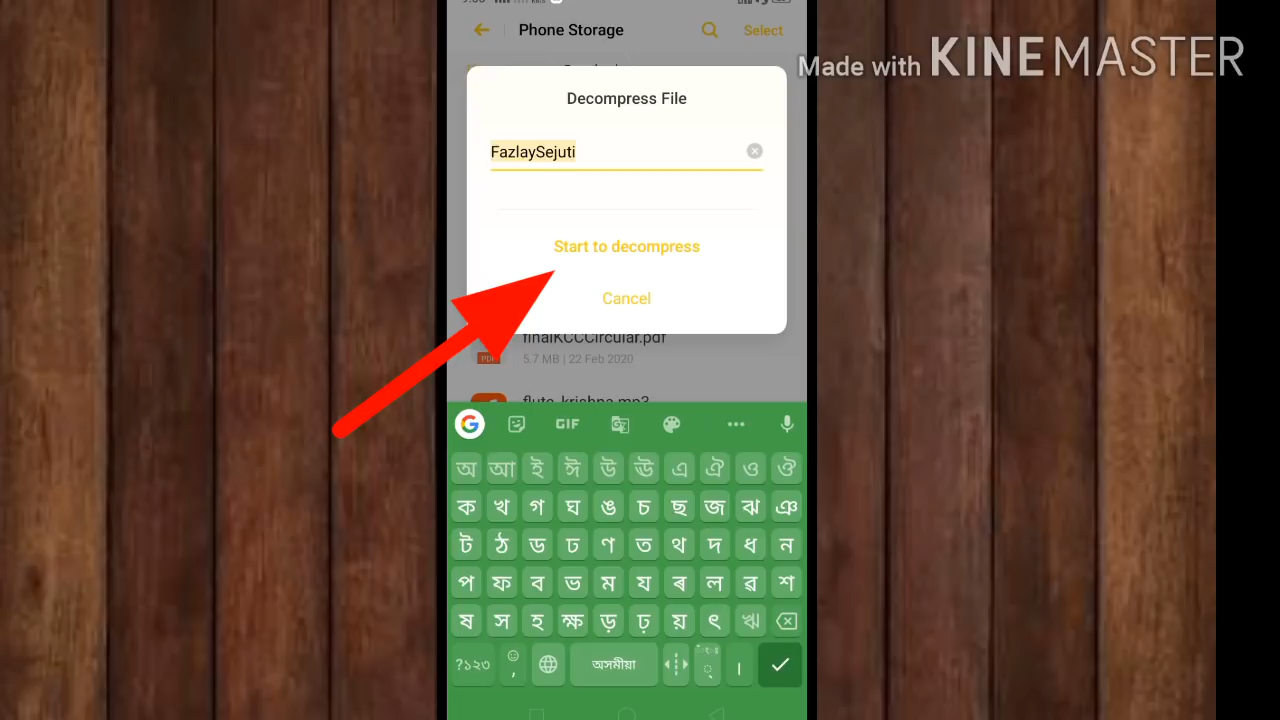 Phone Storage
Select
Made with KINEMASTER
Decompress File
FazlaySejuti
Start to decompress
Cancel
finalKCCCircular.pdf
PDF
5.7 MB | 22 Feb 2020
flute_krishna.mp3
G GIF
অ আ ই ঈ উ ঊ এ ঐ ও ঔ
ক খ গ ঘ ঙ চ ছ জ ঝ ঞ
ট ঠ ড ঢ ণ ত থ দ ধ ন
প ফ ব ভ ম য ৰ ল ৱ শ
ষ স হ ক্ষ ড় ঢ় য় ৎ ঋ
?১২৩ , অসমীয়া ।